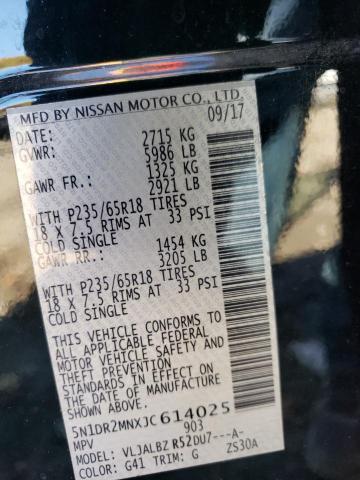 MFD BY NISSAN MOTOR CO., LTD
DATE: 09/17
GVWR: 2715 KG
5986 LB
GAWR FR.: 1325 KG
2921 LB
WITH P235/65R18 TIRES
18 X 7.5 RIMS AT 33 PSI
COLD SINGLE
GAWR RR.: 1454 KG
3205 LB
WITH P235/65R18 TIRES
18 X 7.5 RIMS AT 33 PSI
COLD SINGLE
THIS VEHICLE CONFORMS TO
ALL APPLICABLE FEDERAL
MOTOR VEHICLE SAFETY,
BUMPER, AND THEFT PREVENTION
STANDARDS IN EFFECT ON
THE DATE OF MANUFACTURE
SHOWN ABOVE.
5N1DR2MNXJC614025
MPV 903
VLJALBZ R52DU7---A-
COLOR: G41 TRIM: G ZS30A